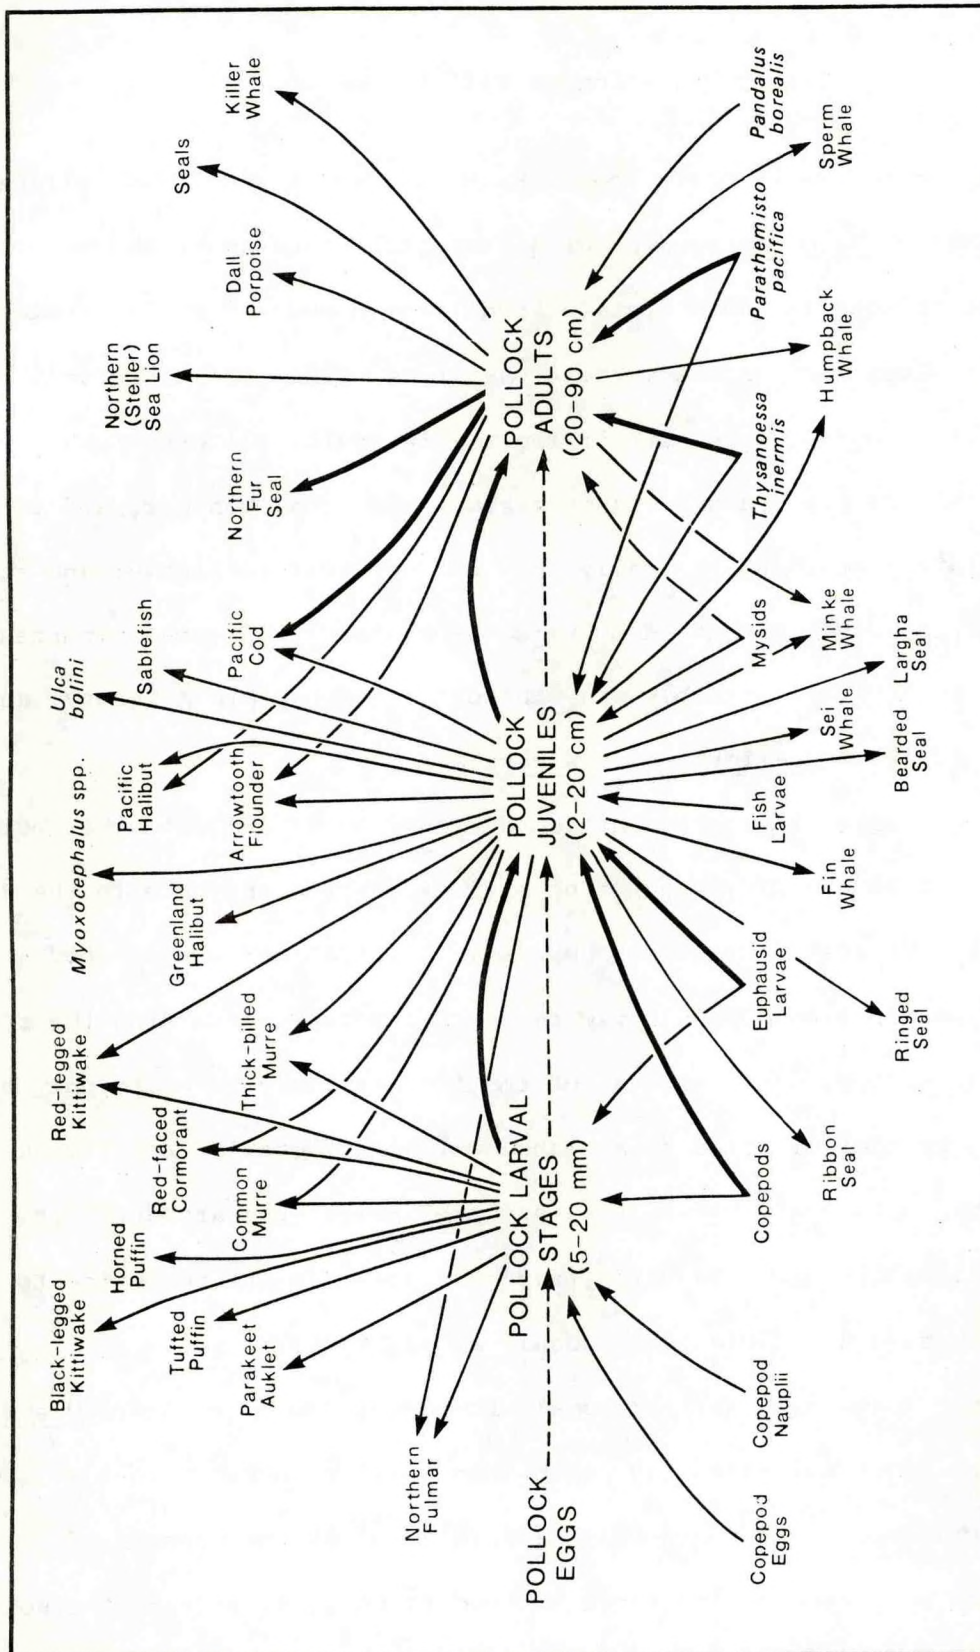 Black-legged
Kittiwake
Horned
Puffin
Tufted
Puffin
Parakeet
Auklet
Red-legged
Kittiwake
Red-faced
Cormorant
Common
Murre
Thick-billed
Murre
Northern
Fulmar
Myoxocephalus spp.
Greenland
Halibut
Pacific
Halibut
Arrowtooth
Flounder
Ulca
bolini
Sablefish
Pacific
Cod
Northern
Fur
Seal
Northern
(Steller)
Sea Lion
Dall
Porpoise
Seals
Killer
Whale
POLLOCK
EGGS
POLLOCK LARVAL
STAGES
(5-20 mm)
POLLOCK
JUVENILES
(2-20 cm)
POLLOCK
ADULTS
(20-90 cm)
Copepod
Eggs
Copepod
Nauplii
Copepods
Ribbon
Seal
Euphausid
Larvae
Ringed
Seal
Fin
Whale
Fish
Larvae
Bearded
Seal
Sei
Whale
Largha
Seal
Mysids
Minke
Whale
Thysanoessa
inermis
Humpback
Whale
Parathemisto
pacifica
Sperm
Whale
Pandalus
borealis